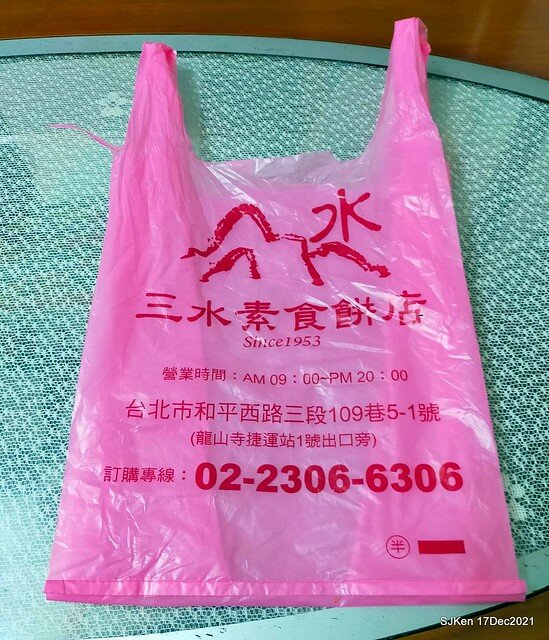 水
三水素食餅店
Since1953
營業時間：AM 09：00~PM 20：00
台北市和平西路三段109巷5-1號
(龍山寺捷運站1號出口旁)
訂購專線：02-2306-6306
半
SJKen 17Dec2021